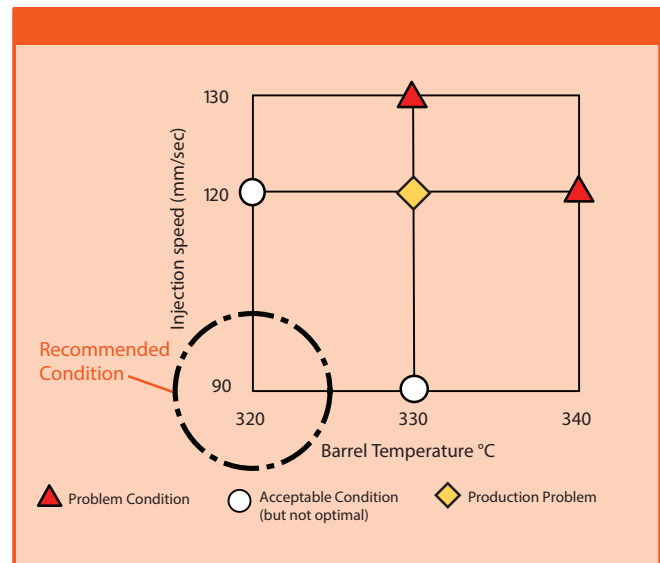 130
120
90
Injection speed (mm/sec)
Recommended
Condition
320
330
340
Barrel Temperature °C
Problem Condition
Acceptable Condition
(but not optimal)
Production Problem